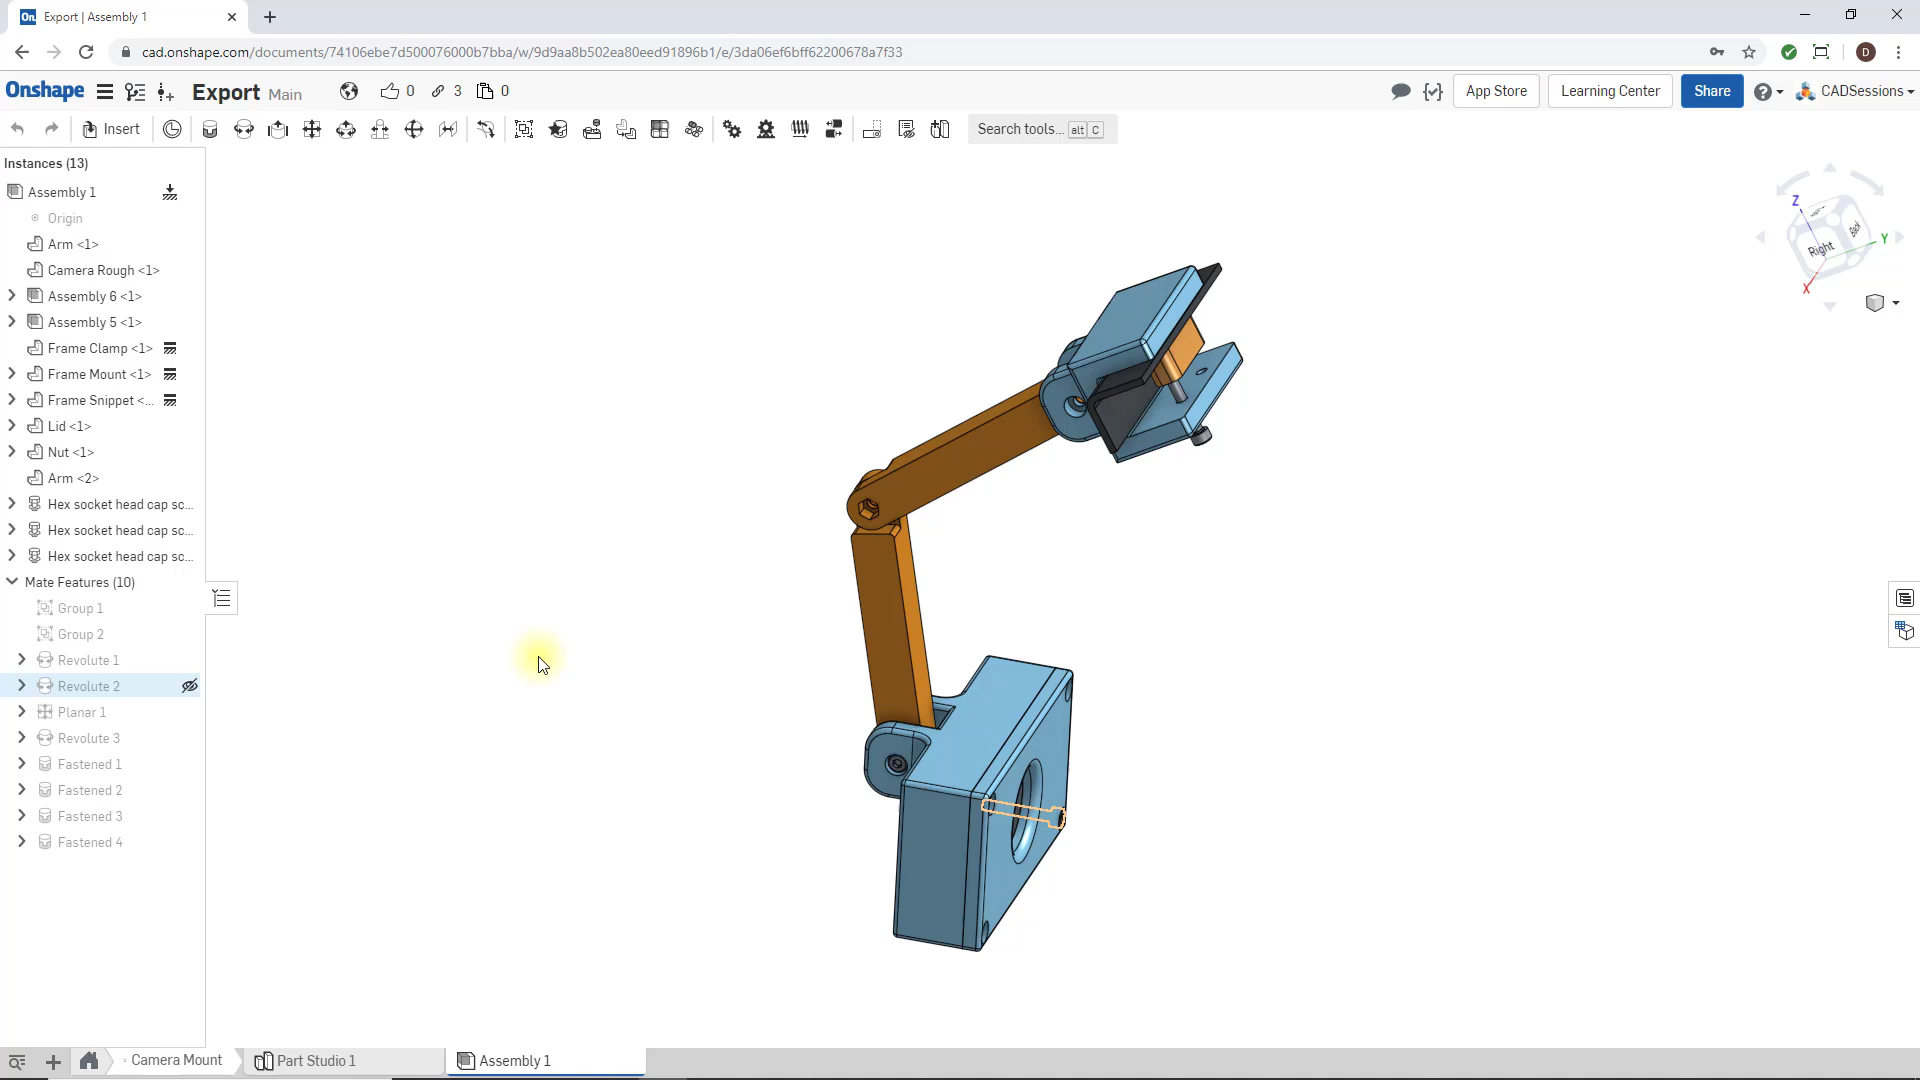 On. Export | Assembly 1
cad.onshape.com/documents/74106ebe7d500076000b7bba/w/9d9aa8b502ea80eed91896b1/e/3da06ef6bff62200678a7f33
D
Onshape Export Main 0 3 0 App Store Learning Center Share CADSessions
Insert Search tools... alt C
Instances (13)
Assembly 1
Origin
Arm <1>
Camera Rough <1>
Assembly 6 <1>
Assembly 5 <1>
Frame Clamp <1>
Frame Mount <1>
Frame Snippet <...
Lid <1>
Nut <1>
Arm <2>
Hex socket head cap sc...
Hex socket head cap sc...
Hex socket head cap sc...
Mate Features (10)
Group 1
Group 2
Revolute 1
Revolute 2
Planar 1
Revolute 3
Fastened 1
Fastened 2
Fastened 3
Fastened 4
Z
Y
X
Right
Back
Camera Mount Part Studio 1 Assembly 1